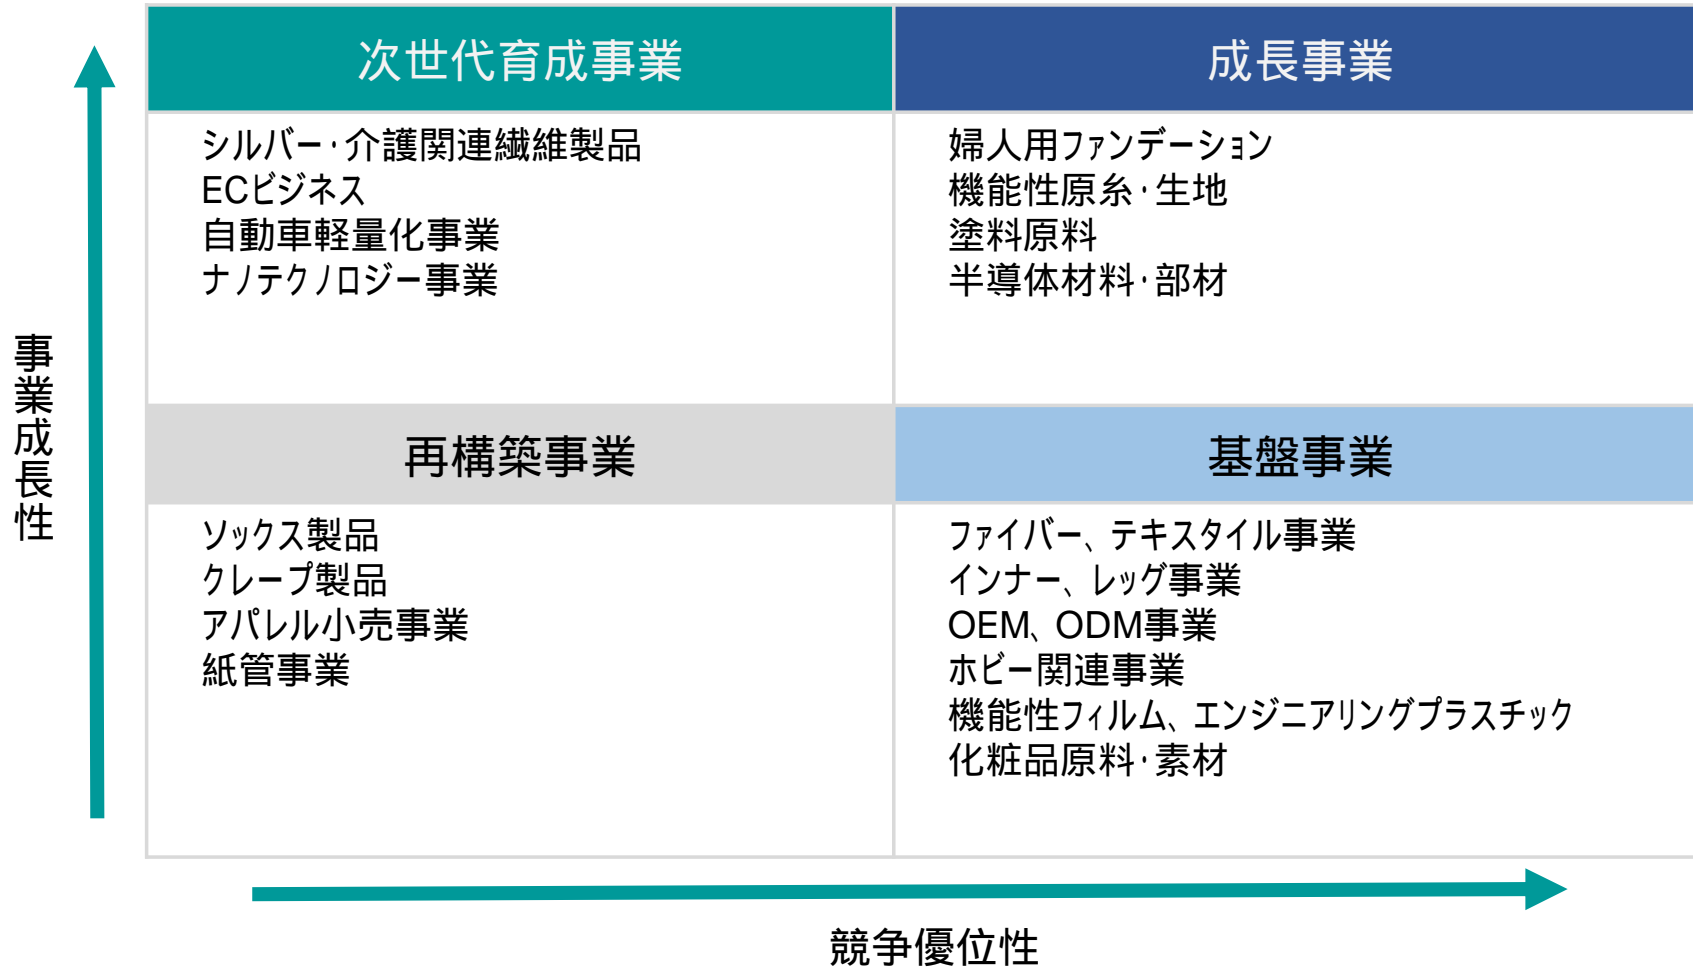 次世代育成事業
シルバー・介護関連繊維製品
ECビジネス
自動車軽量化事業
ナノテクノロジー事業
成長事業
婦人用ファンデーション
機能性原糸・生地
塗料原料
半導体材料・部材
事業成長性
再構築事業
ソックス製品
クレープ製品
アパレル小売事業
紙管事業
基盤事業
ファイバー、テキスタイル事業
インナー、レッグ事業
OEM、ODM事業
ホビー関連事業
機能性フィルム、エンジニアリングプラスチック
化粧品原料・素材
競争優位性